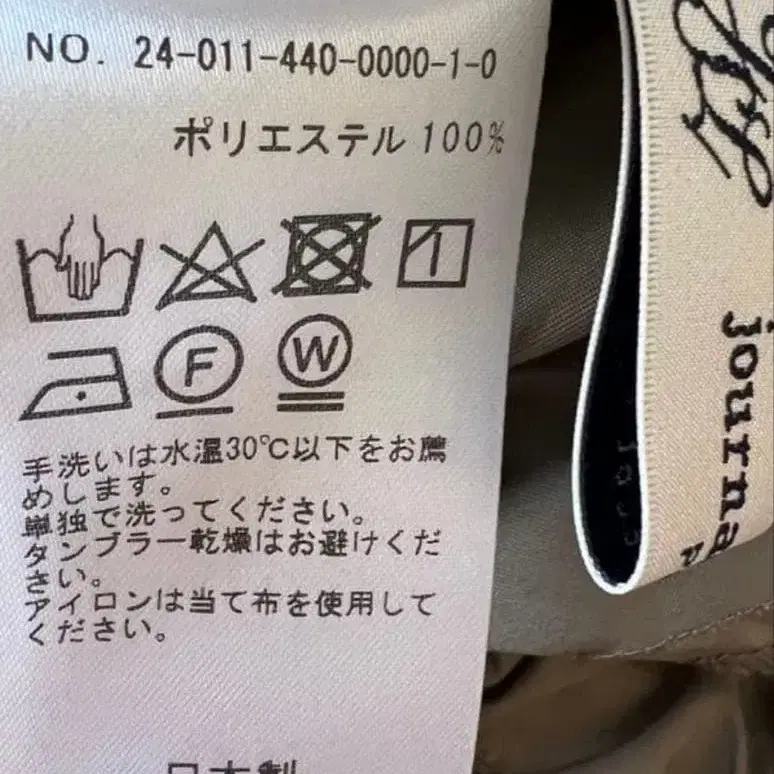 NO. 24-011-440-0000-1-0
ポリエステル 100%
F
W
手洗いは水温30℃以下をお薦
めします。
単独で洗ってください。
タンブラー乾燥はお避けくだ
さい。
アイロンは当て布を使用して
ください。
日本製
journa